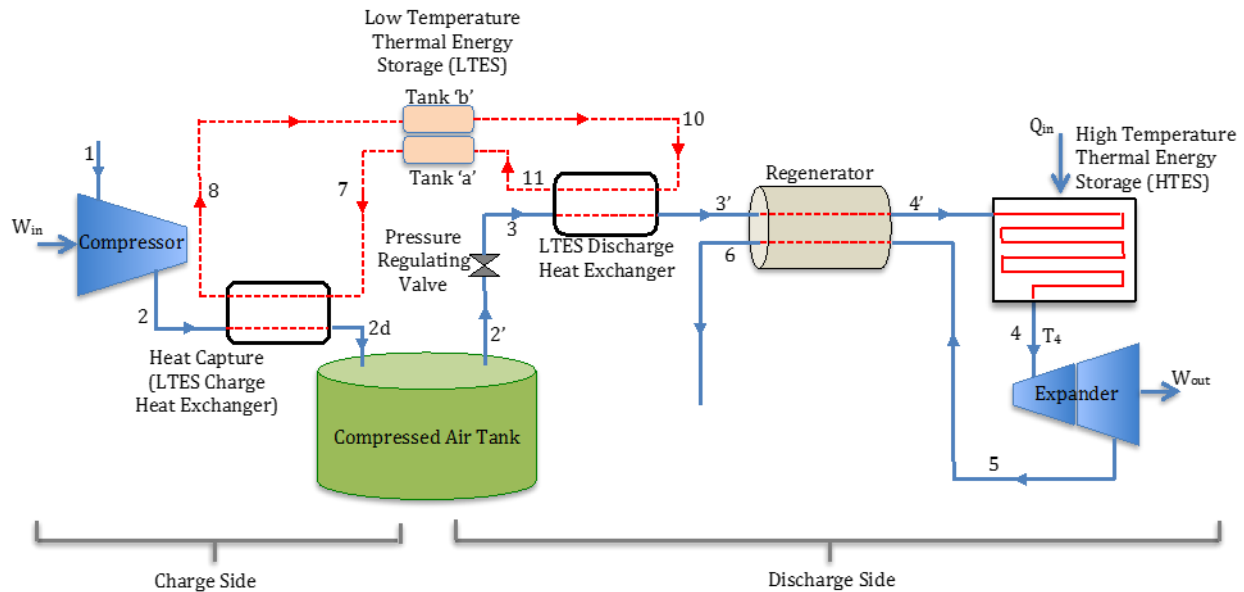 Low Temperature
Thermal Energy
Storage (LTES)
Tank ‘b’
10
Tank ‘a’
Q_in
High Temperature
Thermal Energy
Storage (HTES)
1
8
7
11
Regenerator
W_in
Compressor
3
3’
4’
LTES Discharge
Heat Exchanger
6
Pressure
Regulating
Valve
2
2d
2’
4
T_4
Heat Capture
(LTES Charge
Heat Exchanger)
Expander
W_out
Compressed Air Tank
5
Charge Side
Discharge Side